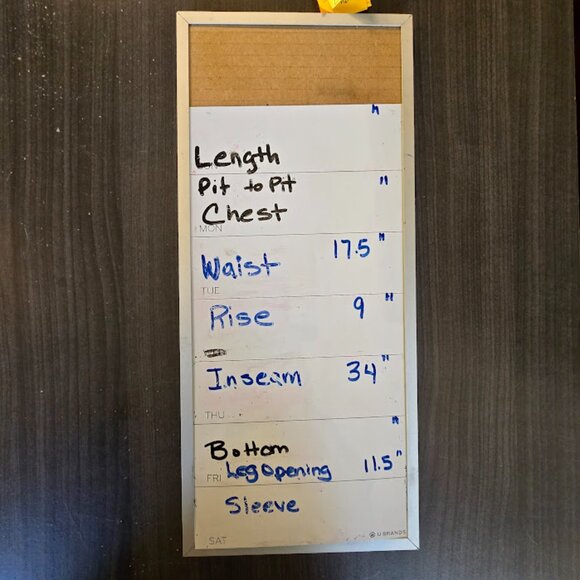 "
Length
Pit to Pit "
Chest
MON
Waist 17.5"
TUE
Rise 9"
Inseam 34"
THU
"
Bottom
FRI Leg Opening 11.5"
Sleeve
SAT U BRANDS